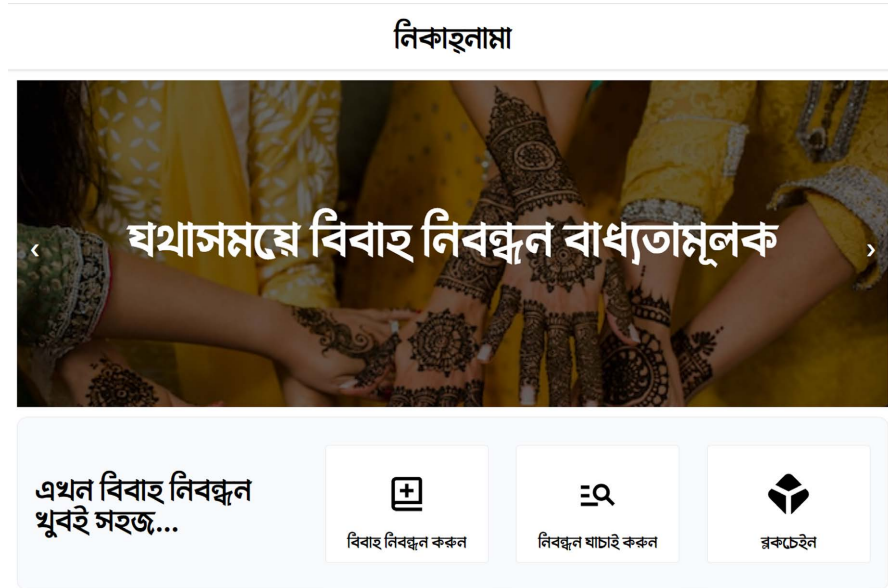 নিকাহ্‌নামা
যথাসময়ে বিবাহ নিবন্ধন বাধ্যতামূলক
এখন বিবাহ নিবন্ধন
খুবই সহজ...
বিবাহ নিবন্ধন করুন
নিবন্ধন যাচাই করুন
ব্লকচেইন